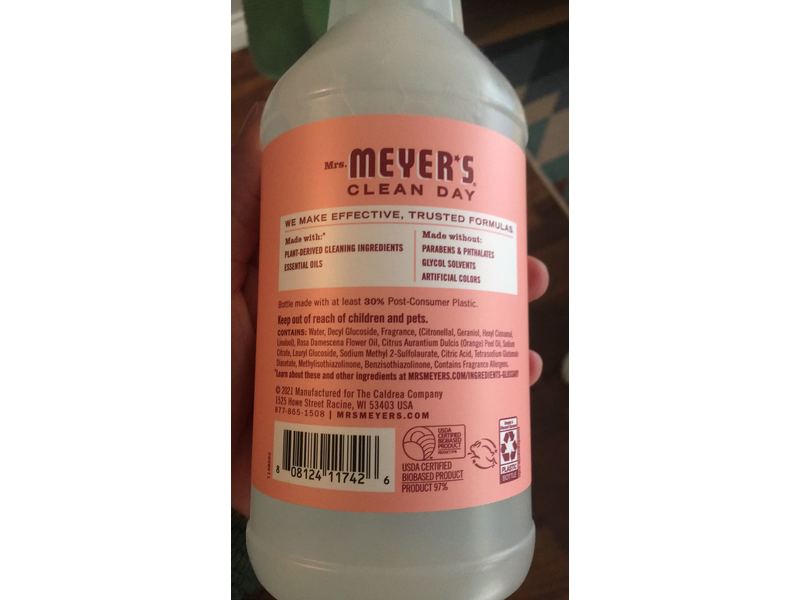 Mrs. MEYER'S®
CLEAN DAY
WE MAKE EFFECTIVE, TRUSTED FORMULAS
Made with:*
PLANT-DERIVED CLEANING INGREDIENTS
ESSENTIAL OILS
Made without:
PARABENS & PHTHALATES
GLYCOL SOLVENTS
ARTIFICIAL COLORS
Bottle made with at least 30% Post-Consumer Plastic.
Keep out of reach of children and pets.
CONTAINS: Water, Decyl Glucoside, Fragrance, (Citronellal, Geraniol, Hexyl Cinnamal,
Linalool), Rosa Damascena Flower Oil, Citrus Aurantium Dulcis (Orange) Peel Oil, Sodium
Citrate, Lauryl Glucoside, Sodium Methyl 2-Sulfolaurate, Citric Acid, Tetrasodium Glutamate
Diacetate, Methylisothiazolinone, Benzisothiazolinone, Contains Fragrance Allergens.
*Learn about these and other ingredients at MRSMEYERS.COM/INGREDIENTS-GLOSSARY
© 2021 Manufactured for The Caldrea Company
1525 Howe Street Racine, WI 53403 USA
877-865-1508 | MRSMEYERS.COM
8 08124 11742 6
USDA
CERTIFIED
BIOBASED
PRODUCT
USDA CERTIFIED
BIOBASED PRODUCT
PRODUCT 97%
PLASTIC
BOTTLE